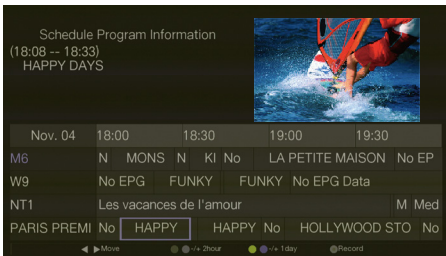 Schedule Program Information
(18:08 -- 18:33)
HAPPY DAYS
Nov. 04 18:00 18:30 19:00 19:30
M6 N MONS N KI No LA PETITE MAISON No EP
W9 No EPG FUNKY FUNKY No EPG Data
NT1 Les vacances de l'amour M Med
PARIS PREMI No HAPPY HAPPY No HOLLYWOOD STO No
Move -/+ 2hour -/+ 1day Record